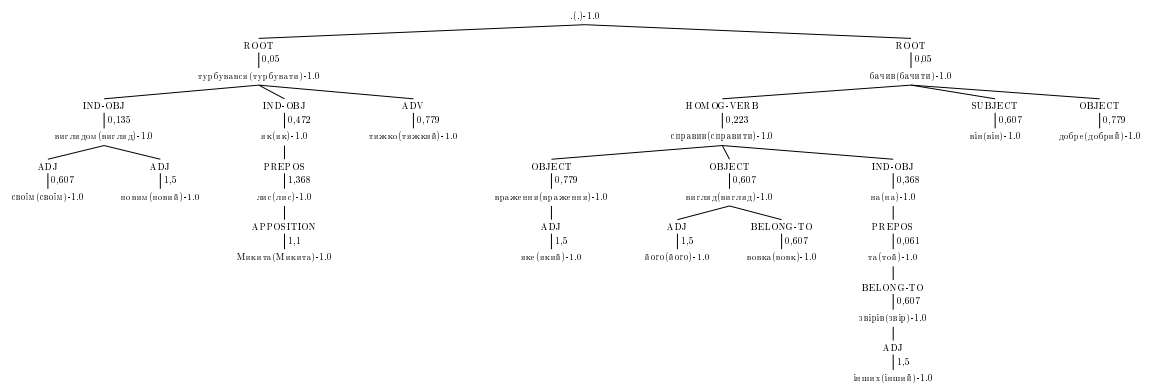 .(.)-1.0
ROOT ROOT
0,05 0,05
турбувався(турбувати)-1.0 бачив(бачити)-1.0
IND-OBJ IND-OBJ ADV HOMOG-VERB SUBJECT OBJECT
0,135 0,472 0,779 0,223 0,607 0,779
виглядом(вигляд)-1.0 як(як)-1.0 тяжко(тяжкий)-1.0 справив(справити)-1.0 він(він)-1.0 добре(добрий)-1.0
ADJ ADJ PREPOS OBJECT OBJECT IND-OBJ
0,607 1,5 1,368 0,779 0,607 0,368
своїм(своїм)-1.0 новим(новий)-1.0 лис(лис)-1.0 враження(враження)-1.0 вигляд(вигляд)-1.0 на(на)-1.0
APPOSITION ADJ ADJ BELONG-TO PREPOS
1,1 1,5 1,5 0,607 0,061
Микита(Микита)-1.0 яке(який)-1.0 його(його)-1.0 вовка(вовк)-1.0 та(той)-1.0
BELONG-TO
0,607
звірів(звір)-1.0
ADJ
1,5
інших(інший)-1.0